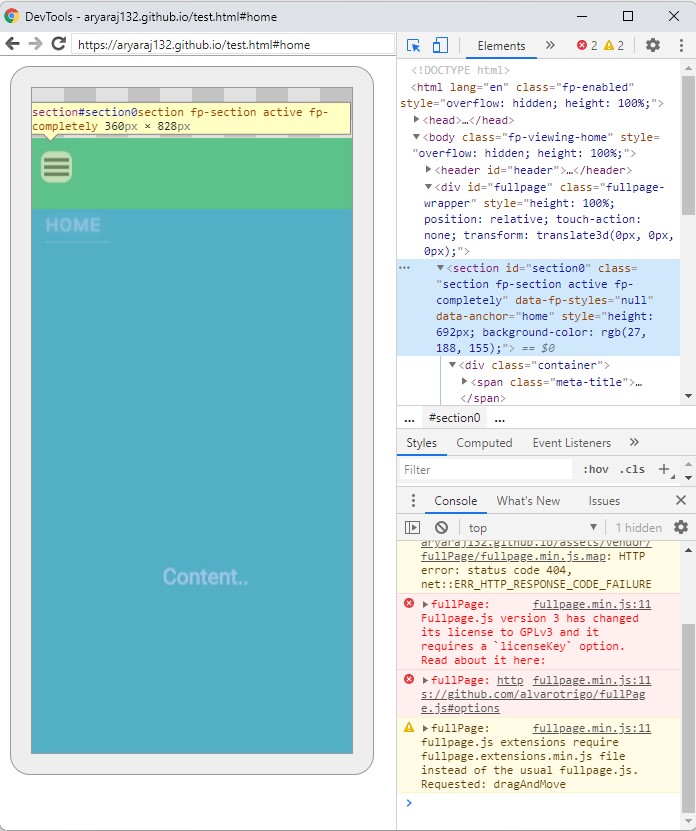 DevTools - aryaraj132.github.io/test.html#home
https://aryaraj132.github.io/test.html#home
section#section0section fp-section active fp-
completely 360px × 828px
HOME
Content..
Elements
2
2
<!DOCTYPE html>
<html lang="en" class="fp-enabled"
style="overflow: hidden; height: 100%;">
<head>…</head>
<body class="fp-viewing-home" style=
"overflow: hidden; height: 100%;">
<header id="header">…</header>
<div id="fullpage" class="fullpage-
wrapper" style="height: 100%;
position: relative; touch-action:
none; transform: translate3d(0px, 0px,
0px);">
<section id="section0" class=
"section fp-section active fp-
completely" data-fp-styles="null"
data-anchor="home" style="height:
692px; background-color: rgb(27,
188, 155);"> == $0
<div class="container">
<span class="meta-title">…
</span>
... #section0 ...
Styles Computed Event Listeners
Filter :hov .cls
Console What's New Issues
top 1 hidden
aryaraj132.github.io/assets/vendor/
fullPage/fullpage.min.js.map: HTTP
error: status code 404,
net::ERR_HTTP_RESPONSE_CODE_FAILURE
fullPage: fullpage.min.js:11
Fullpage.js version 3 has changed
its license to GPLv3 and it
requires a `licenseKey` option.
Read about it here:
fullPage: http fullpage.min.js:11
s://github.com/alvarotrigo/fullPag
e.js#options
fullPage: fullpage.min.js:11
fullpage.js extensions require
fullpage.extensions.min.js file
instead of the usual fullpage.js.
Requested: dragAndMove